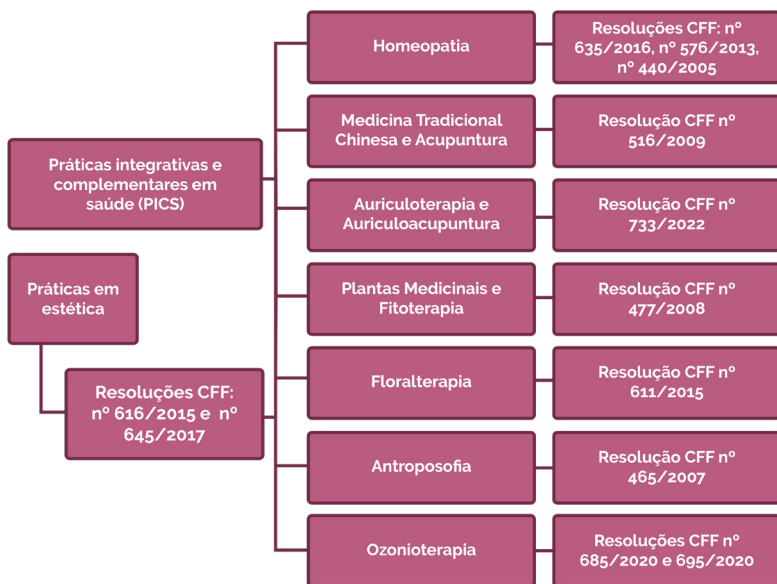 Práticas integrativas e
complementares em
saúde (PICS)
Homeopatia
Resoluções CFF: nº
635/2016, nº 576/2013,
nº 440/2005
Medicina Tradicional
Chinesa e Acupuntura
Resolução CFF nº
516/2009
Auriculoterapia e
Auriculoacupuntura
Resolução CFF nº
733/2022
Plantas Medicinais e
Fitoterapia
Resolução CFF nº
477/2008
Floralterapia
Resolução CFF nº
611/2015
Antroposofia
Resolução CFF nº
465/2007
Ozonioterapia
Resoluções CFF nº
685/2020 e 695/2020
Práticas em
estética
Resoluções CFF:
nº 616/2015 e nº
645/2017